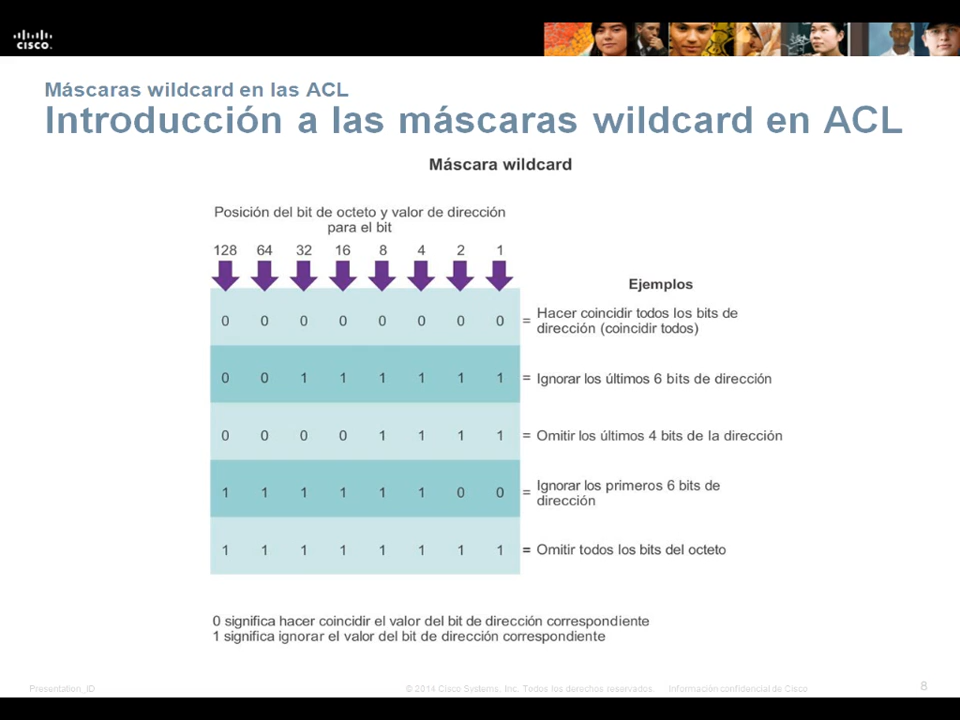 CISCO.
Máscaras wildcard en las ACL
Introducción a las máscaras wildcard en ACL
Máscara wildcard
Posición del bit de octeto y valor de dirección
para el bit
128 64 32 16 8 4 2 1
Ejemplos
0 0 0 0 0 0 0 0 = Hacer coincidir todos los bits de
dirección (coincidir todos)
0 0 1 1 1 1 1 1 = Ignorar los últimos 6 bits de dirección
0 0 0 0 1 1 1 1 = Omitir los últimos 4 bits de la dirección
1 1 1 1 1 1 0 0 = Ignorar los primeros 6 bits de
dirección
1 1 1 1 1 1 1 1 = Omitir todos los bits del octeto
0 significa hacer coincidir el valor del bit de dirección correspondiente
1 significa ignorar el valor del bit de dirección correspondiente
Presentation_ID © 2014 Cisco Systems, Inc. Todos los derechos reservados. Información confidencial de Cisco 8